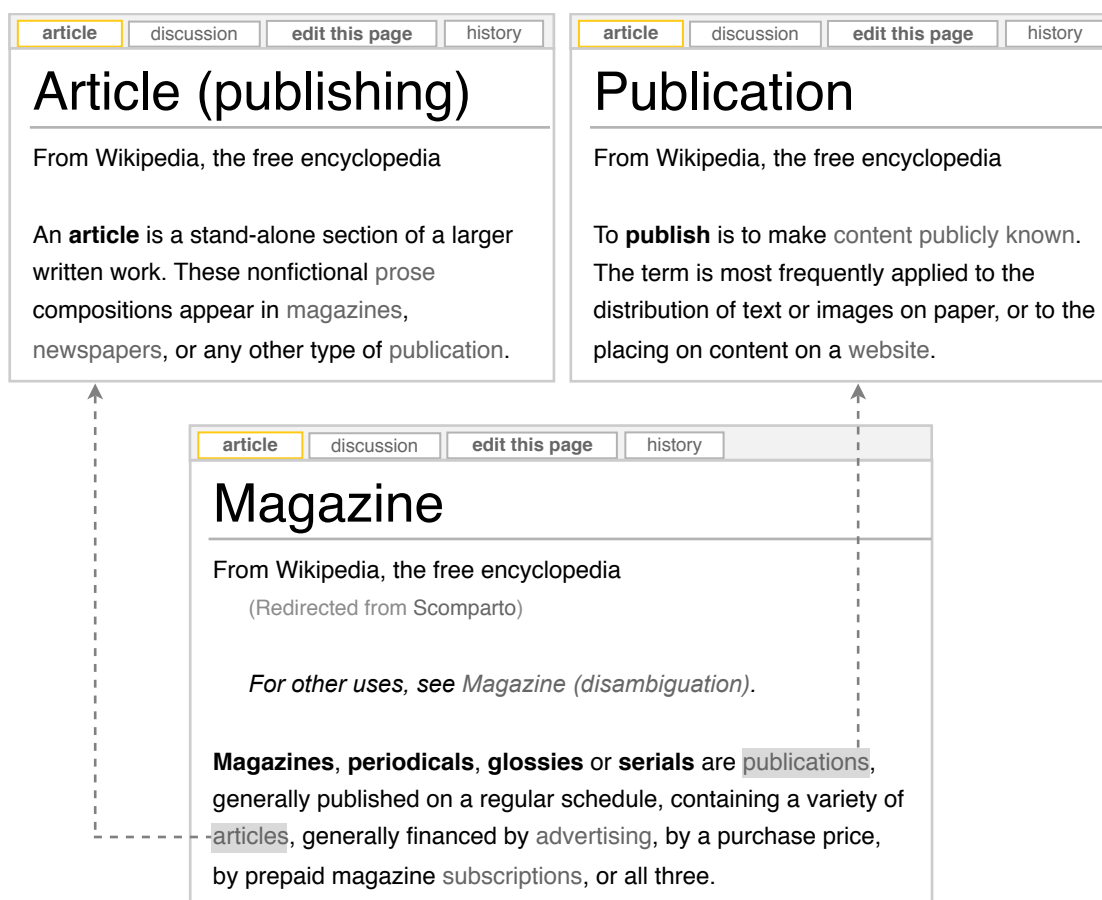 article discussion edit this page history
Article (publishing)
From Wikipedia, the free encyclopedia
An article is a stand-alone section of a larger
written work. These nonfictional prose
compositions appear in magazines,
newspapers, or any other type of publication.
article discussion edit this page history
Publication
From Wikipedia, the free encyclopedia
To publish is to make content publicly known.
The term is most frequently applied to the
distribution of text or images on paper, or to the
placing on content on a website.
article discussion edit this page history
Magazine
From Wikipedia, the free encyclopedia
(Redirected from Scomparto)
For other uses, see Magazine (disambiguation).
Magazines, periodicals, glossies or serials are publications,
generally published on a regular schedule, containing a variety of
articles, generally financed by advertising, by a purchase price,
by prepaid magazine subscriptions, or all three.